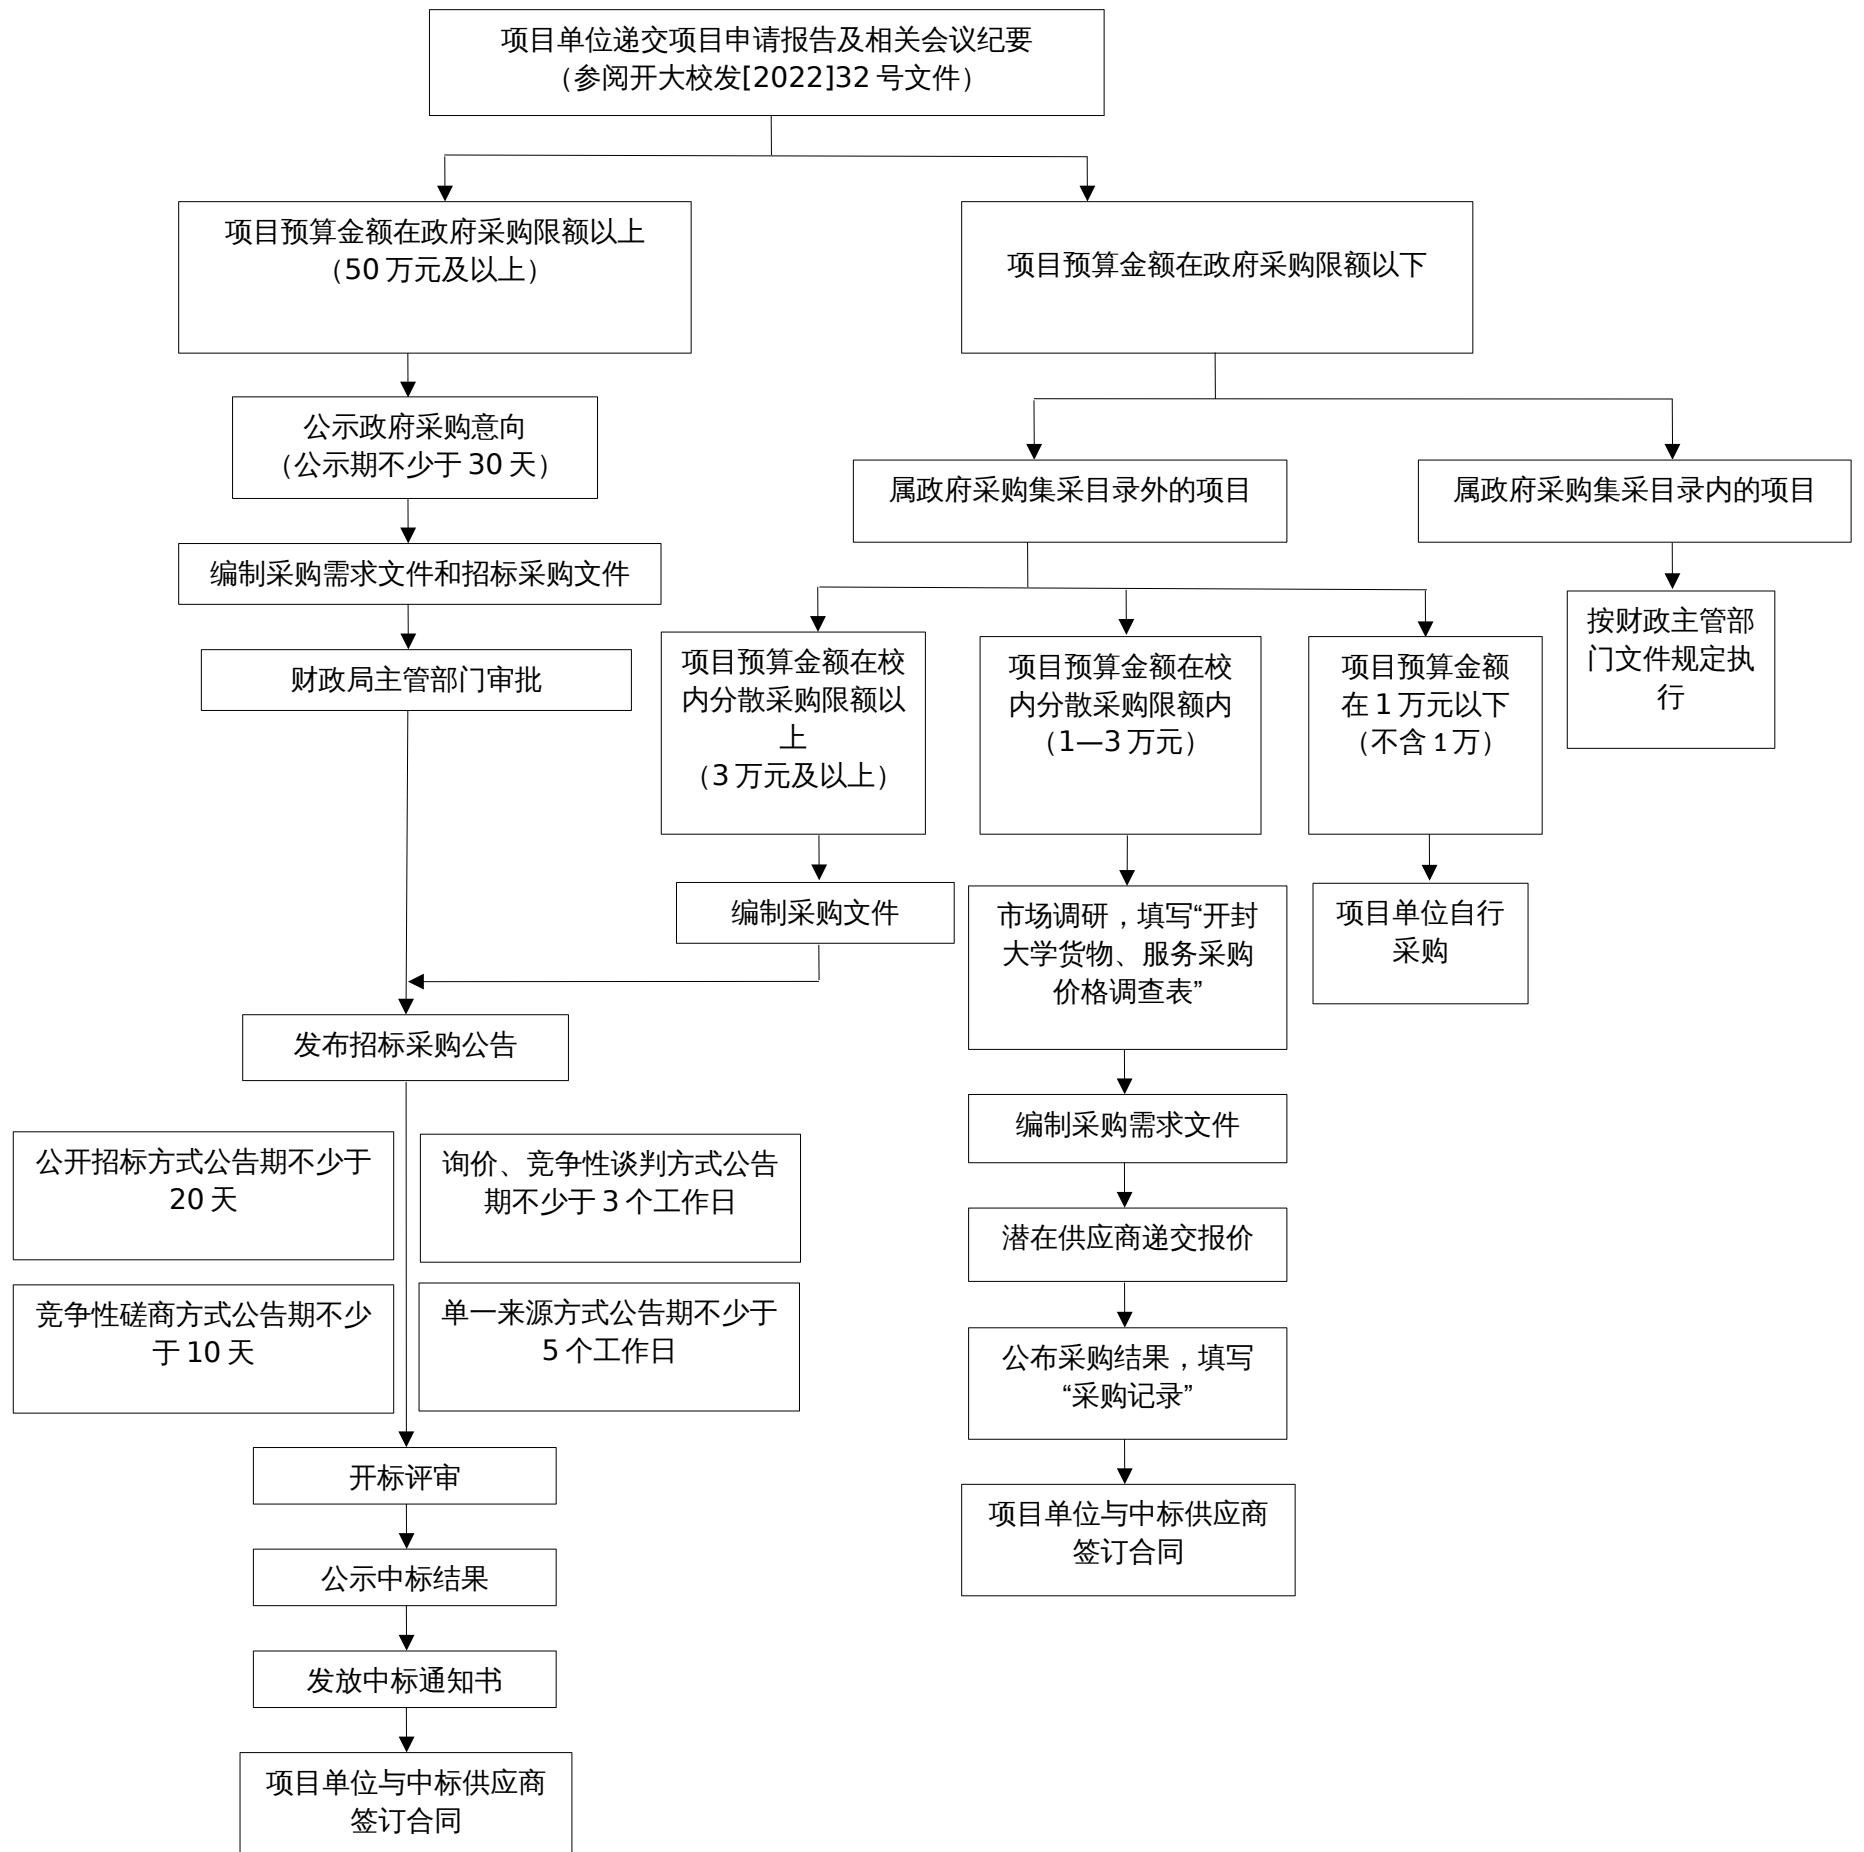 项目单位递交项目申请报告及相关会议纪要
（参阅开大校发[2022]32 号文件）
项目预算金额在政府采购限额以上
（50 万元及以上）
项目预算金额在政府采购限额以下
公示政府采购意向
（公示期不少于 30 天）
属政府采购集采目录外的项目
属政府采购集采目录内的项目
编制采购需求文件和招标采购文件
财政局主管部门审批
项目预算金额在校
内分散采购限额以
上
（3 万元及以上）
项目预算金额在校
内分散采购限额内
（1—3 万元）
项目预算金额
在 1 万元以下
（不含 1 万）
按财政主管部
门文件规定执
行
编制采购文件
市场调研，填写“开封
大学货物、服务采购
价格调查表”
项目单位自行
采购
发布招标采购公告
编制采购需求文件
公开招标方式公告期不少于
20 天
询价、竞争性谈判方式公告
期不少于 3 个工作日
潜在供应商递交报价
竞争性磋商方式公告期不少
于 10 天
单一来源方式公告期不少于
5 个工作日
公布采购结果，填写
“采购记录”
开标评审
项目单位与中标供应商
签订合同
公示中标结果
发放中标通知书
项目单位与中标供应商
签订合同